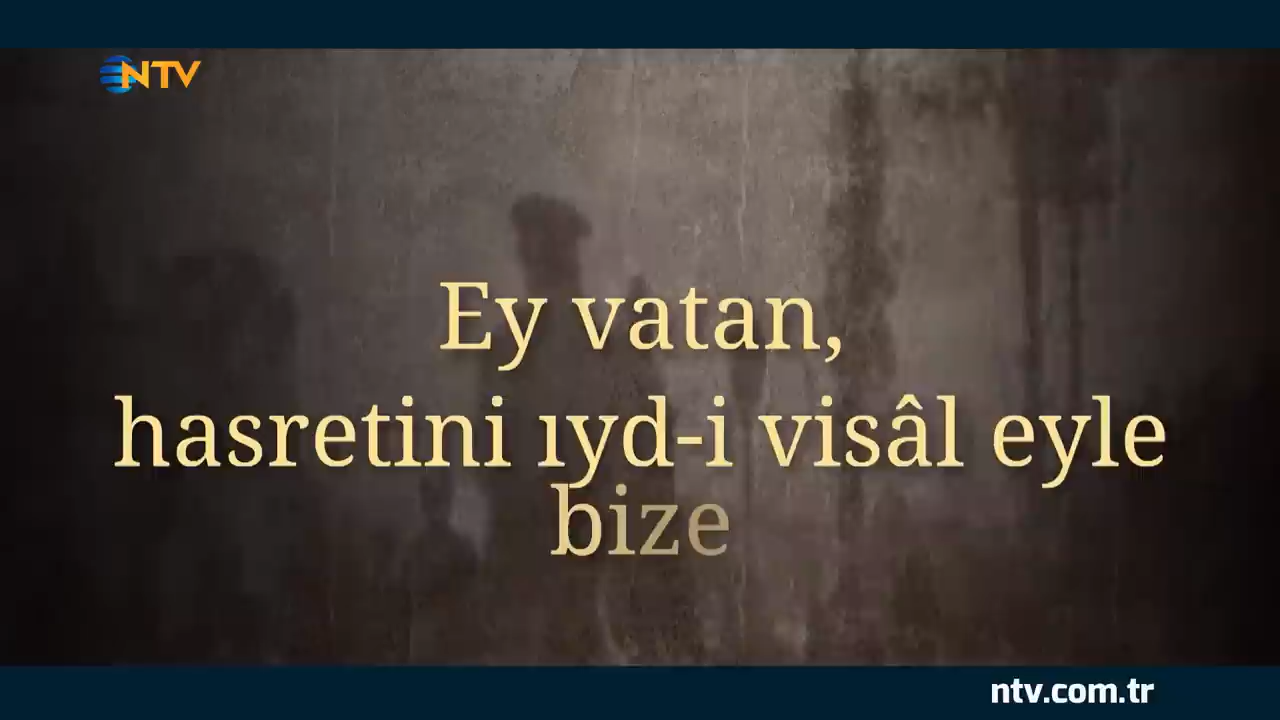 NTV
Ey vatan,
hasretini ıyd-i visâl eyle
bize
ntv.com.tr